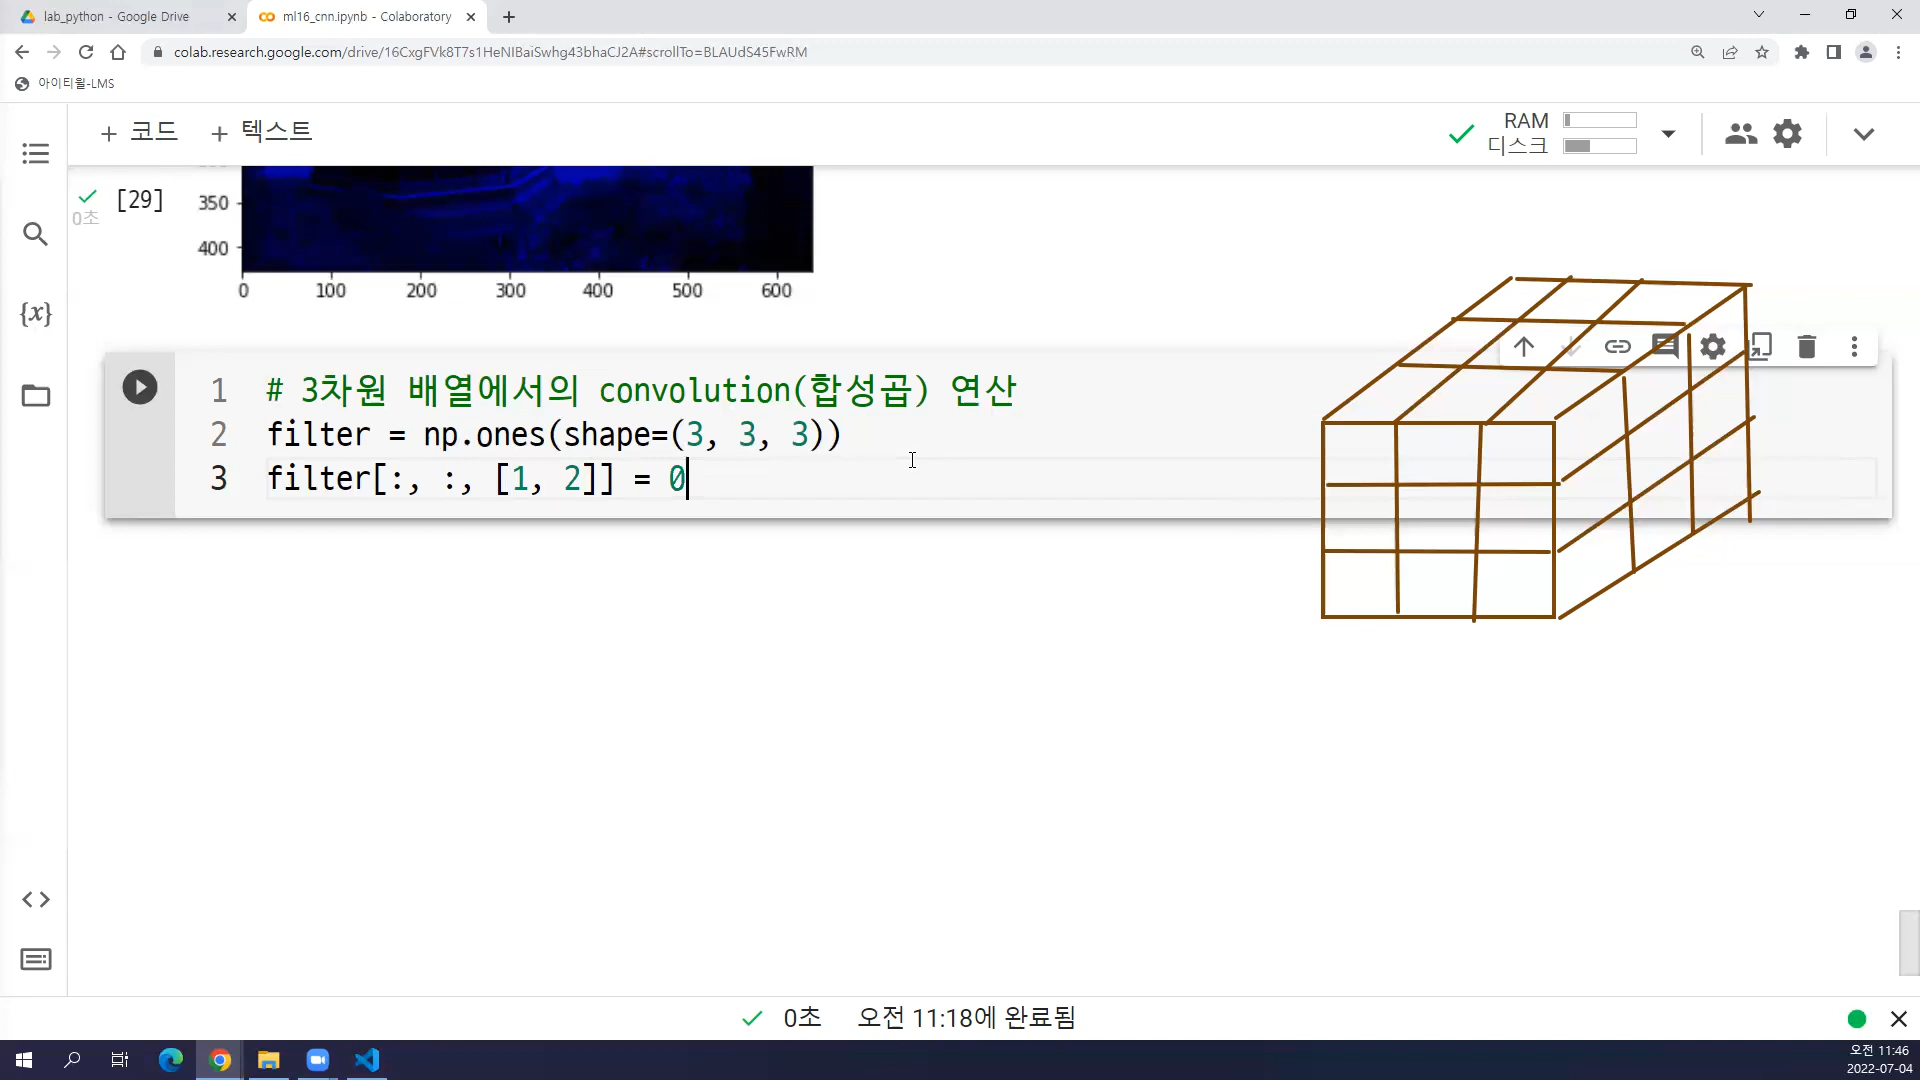 lab_python - Google Drive
ml16_cnn.ipynb - Colaboratory
colab.research.google.com/drive/16CxgFVk8T7s1HeNIBaiSwhg43bhaCJ2A#scrollTo=BLAUdS45FwRM
아이티윌-LMS
+ 코드 + 텍스트
RAM
디스크
[29]
0초
350
400
0 100 200 300 400 500 600
1 # 3차원 배열에서의 convolution(합성곱) 연산
2 filter = np.ones(shape=(3, 3, 3))
3 filter[:, :, [1, 2]] = 0
{x}
0초 오전 11:18에 완료됨
오전 11:46
2022-07-04